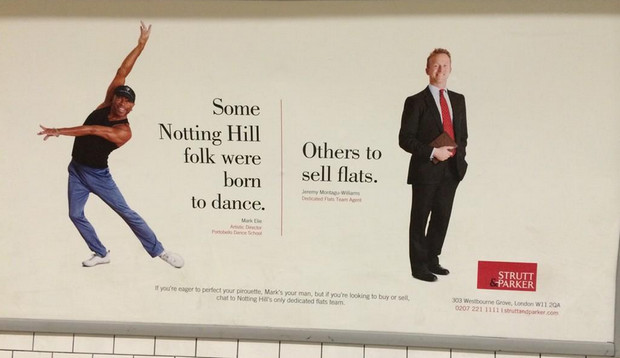 Some
Notting Hill
folk were
born
to dance.
Mark Elie
Artistic Director
Portobello Dance School
Others to
sell flats.
Jeremy Montagu-Williams
Dedicated Flats Team Agent
If you're eager to perfect your pirouette, Mark's your man, but if you're looking to buy or sell,
chat to Notting Hill's only dedicated flats team.
STRUTT
&PARKER
303 Westbourne Grove, London W11 2QA
0207 221 1111 | struttandparker.com